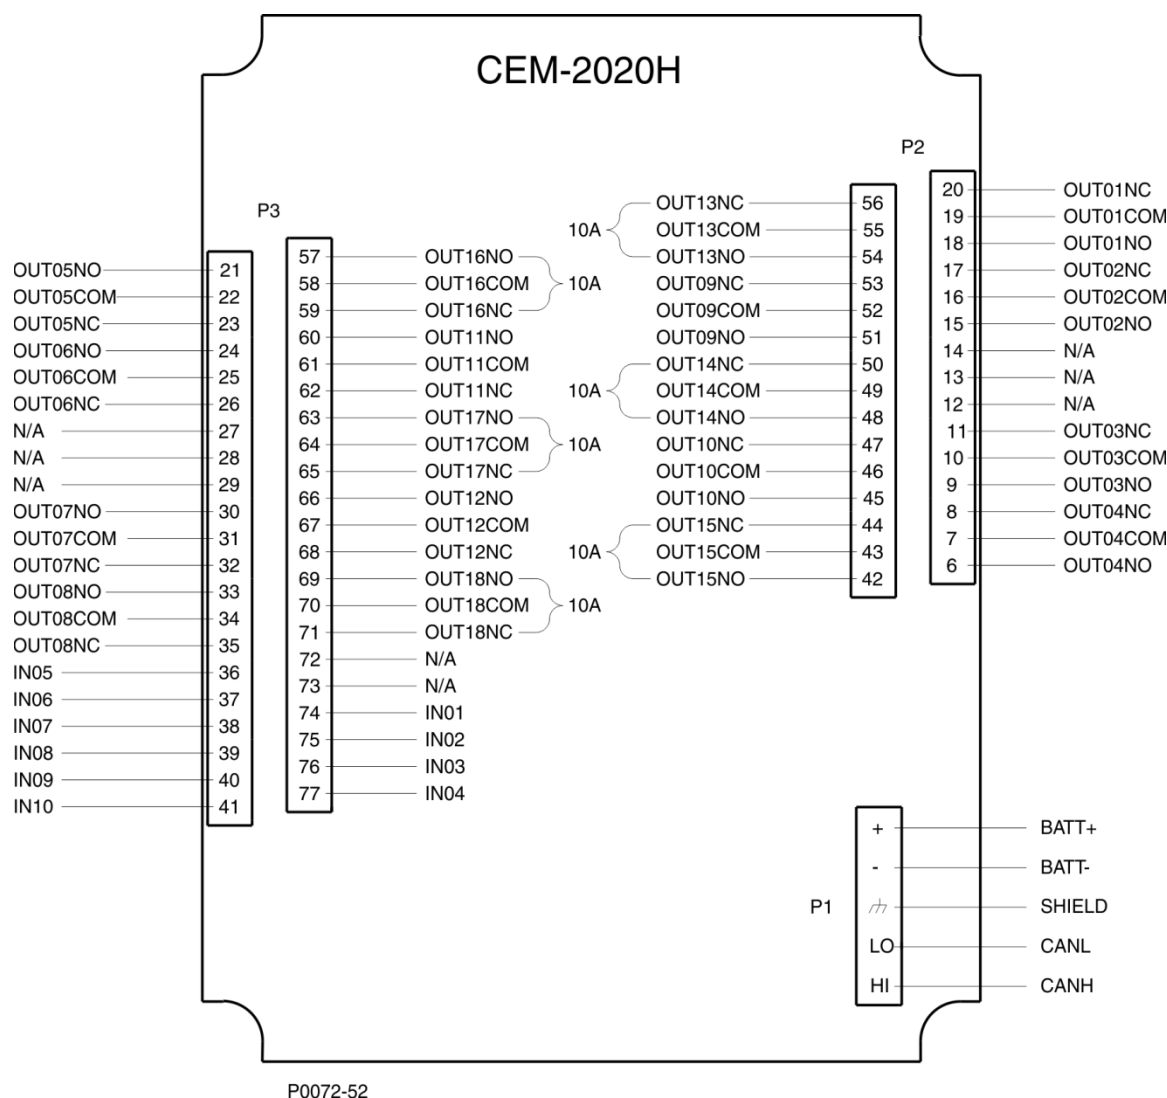 CEM-2020H
P2
P3
OUT05NO 21
OUT05COM 22
OUT05NC 23
OUT06NO 24
OUT06COM 25
OUT06NC 26
N/A 27
N/A 28
N/A 29
OUT07NO 30
OUT07COM 31
OUT07NC 32
OUT08NO 33
OUT08COM 34
OUT08NC 35
IN05 36
IN06 37
IN07 38
IN08 39
IN09 40
IN10 41
57 OUT16NO
58 OUT16COM 10A
59 OUT16NC
60 OUT11NO
61 OUT11COM
62 OUT11NC
63 OUT17NO
64 OUT17COM 10A
65 OUT17NC
66 OUT12NO
67 OUT12COM
68 OUT12NC
69 OUT18NO
70 OUT18COM 10A
71 OUT18NC
72 N/A
73 N/A
74 IN01
75 IN02
76 IN03
77 IN04
OUT13NC 56
10A OUT13COM 55
OUT13NO 54
OUT09NC 53
OUT09COM 52
OUT09NO 51
OUT14NC 50
10A OUT14COM 49
OUT14NO 48
OUT10NC 47
OUT10COM 46
OUT10NO 45
OUT15NC 44
10A OUT15COM 43
OUT15NO 42
20 OUT01NC
19 OUT01COM
18 OUT01NO
17 OUT02NC
16 OUT02COM
15 OUT02NO
14 N/A
13 N/A
12 N/A
11 OUT03NC
10 OUT03COM
9 OUT03NO
8 OUT04NC
7 OUT04COM
6 OUT04NO
P1
+ BATT+
- BATT-
SHIELD
LO CANL
HI CANH
P0072-52